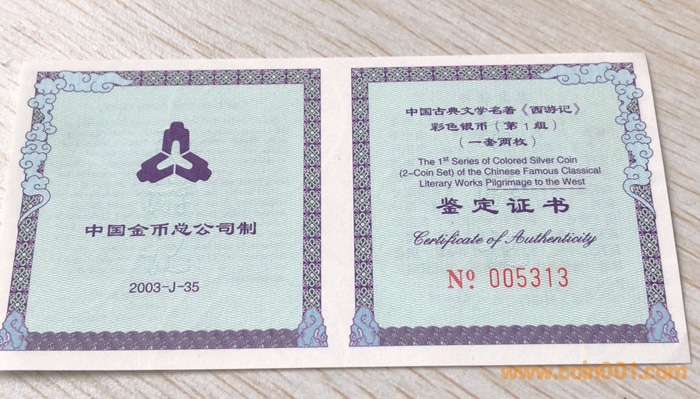 中国金币总公司制
2003-J-35
中国古典文学名著《西游记》
彩色银币（第1组）
（一套两枚）
The 1st Series of Colored Silver Coin
(2-Coin Set) of the Chinese Famous Classical
Literary Works Pilgrimage to the West
鉴定证书
Certificate of Authenticity
№ 005313
www.coin001.com